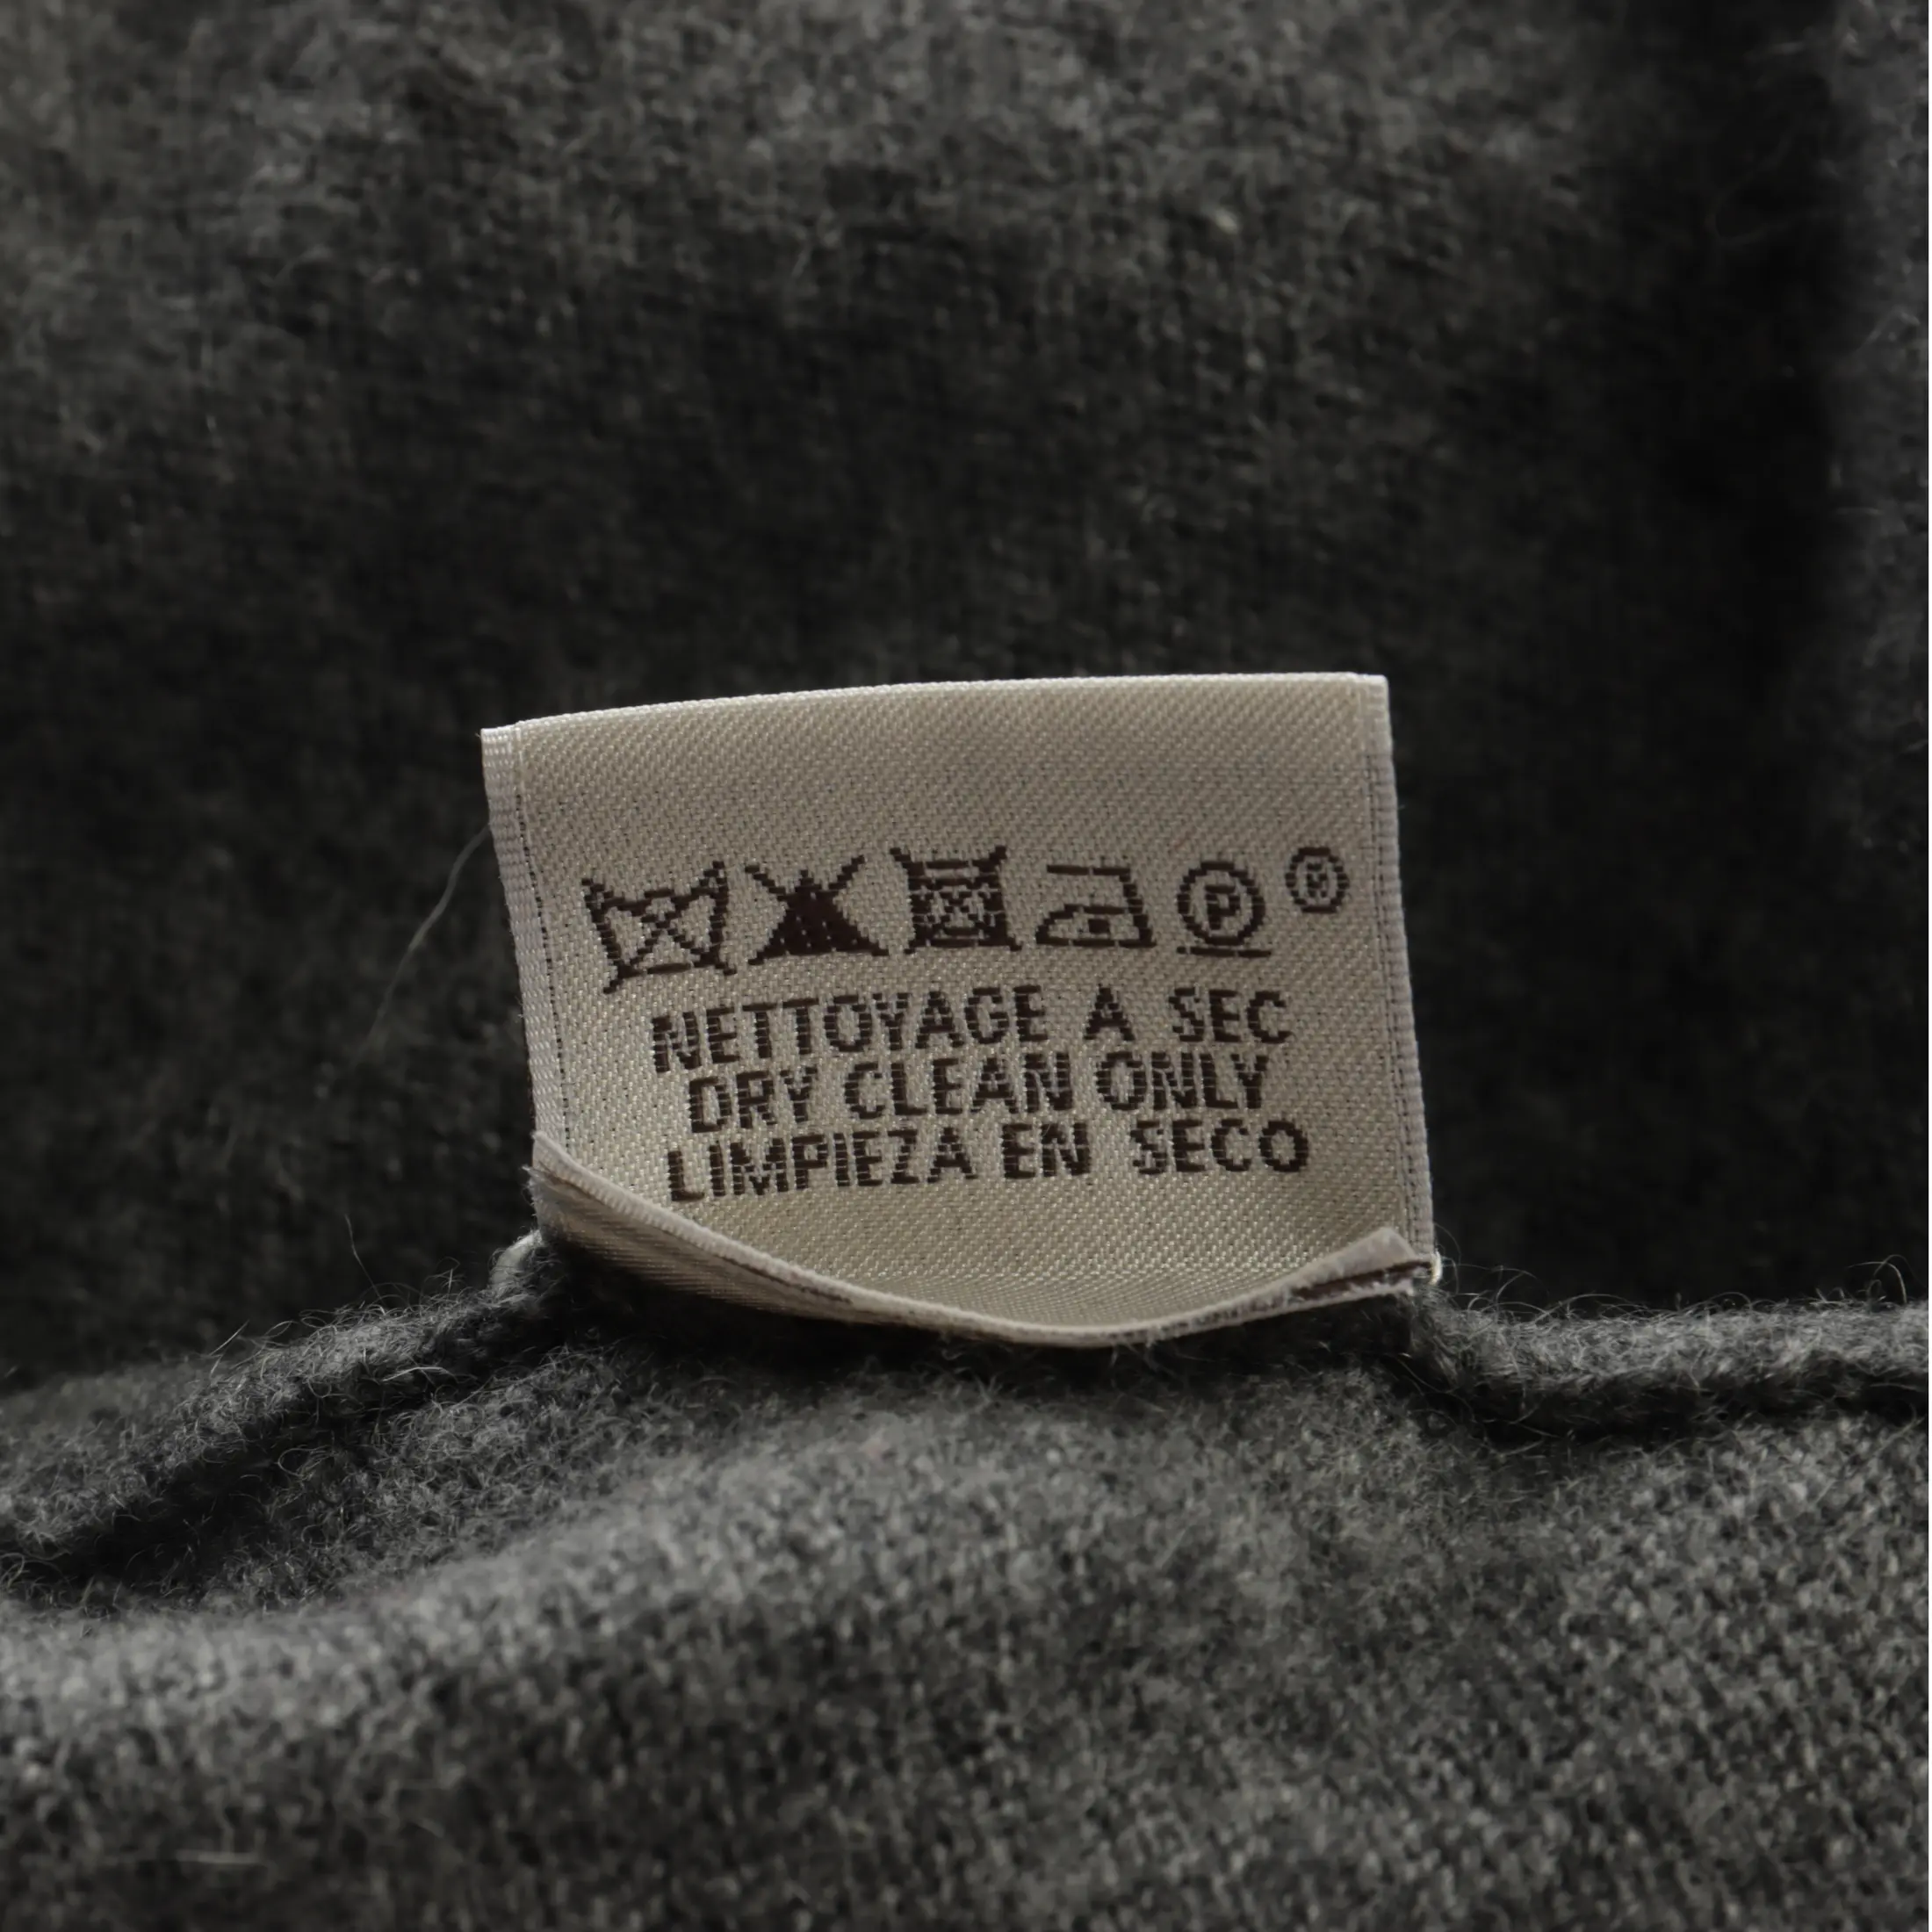 P ®
NETTOYAGE A SEC
DRY CLEAN ONLY
LIMPIEZA EN SECO